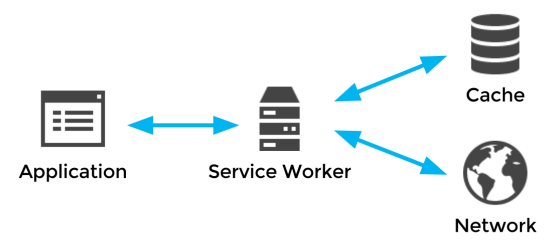 Cache
Application
Service Worker
Network